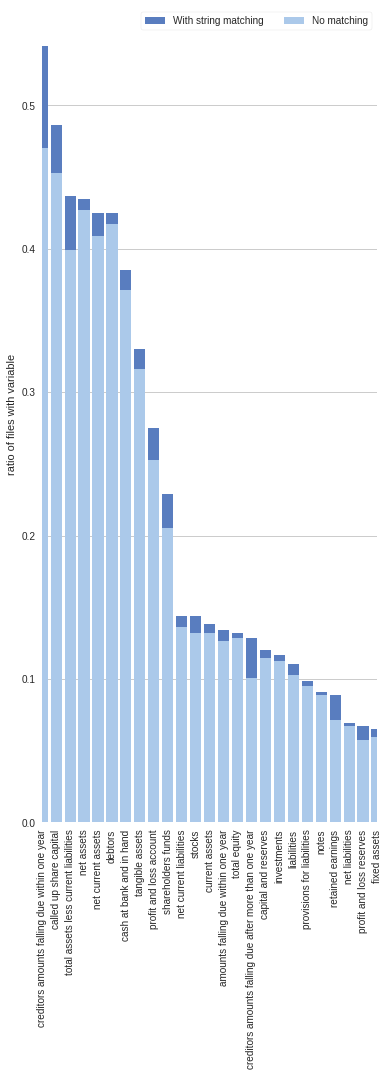 With string matching
No matching
ratio of files with variable
0.5
0.4
0.3
0.2
0.1
0.0
creditors amounts falling due within one year
called up share capital
total assets less current liabilities
net assets
net current assets
debtors
cash at bank and in hand
tangible assets
profit and loss account
shareholders funds
net current liabilities
stocks
current assets
amounts falling due within one year
total equity
creditors amounts falling due after more than one year
capital and reserves
investments
liabilities
provisions for liabilities
notes
retained earnings
net liabilities
profit and loss reserves
fixed assets